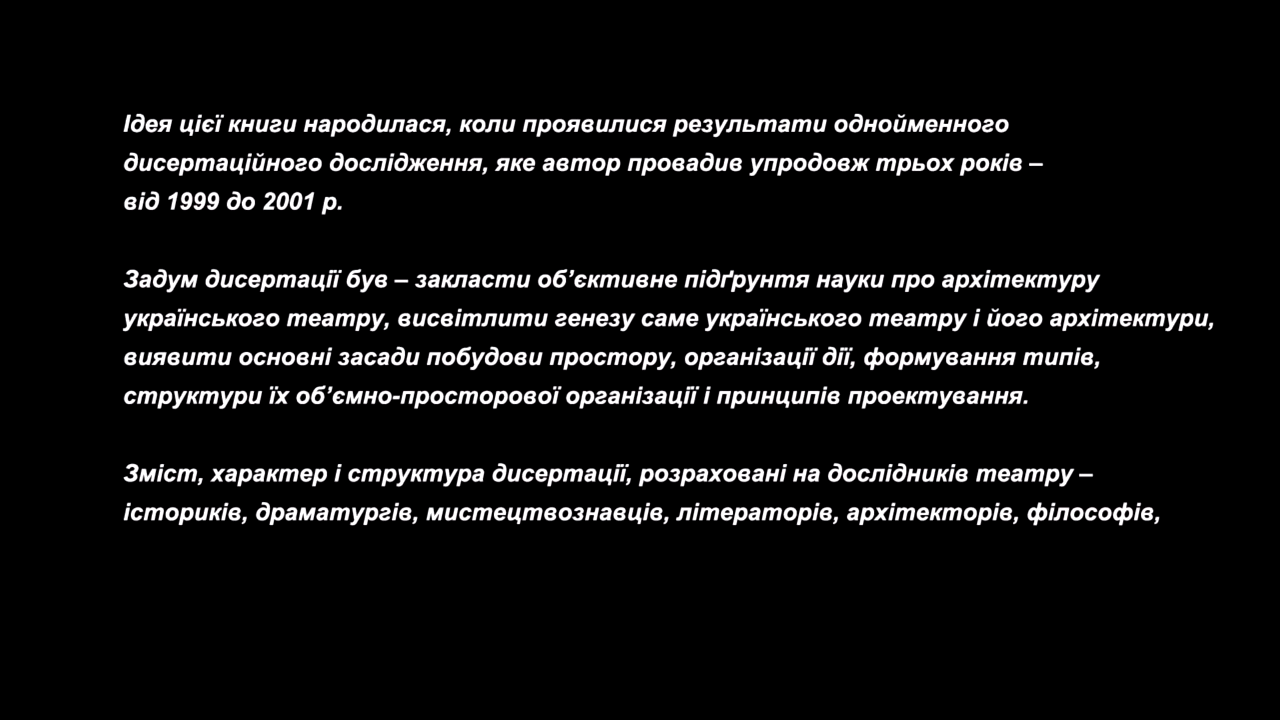 Ідея цієї книги народилася, коли проявилися результати однойменного
дисертаційного дослідження, яке автор провадив упродовж трьох років –
від 1999 до 2001 р.
Задум дисертації був – закласти об’єктивне підґрунтя науки про архітектуру
українського театру, висвітлити генезу саме українського театру і його архітектури,
виявити основні засади побудови простору, організації дії, формування типів,
структури їх об’ємно-просторової організації і принципів проектування.
Зміст, характер і структура дисертації, розраховані на дослідників театру –
істориків, драматургів, мистецтвознавців, літераторів, архітекторів, філософів,